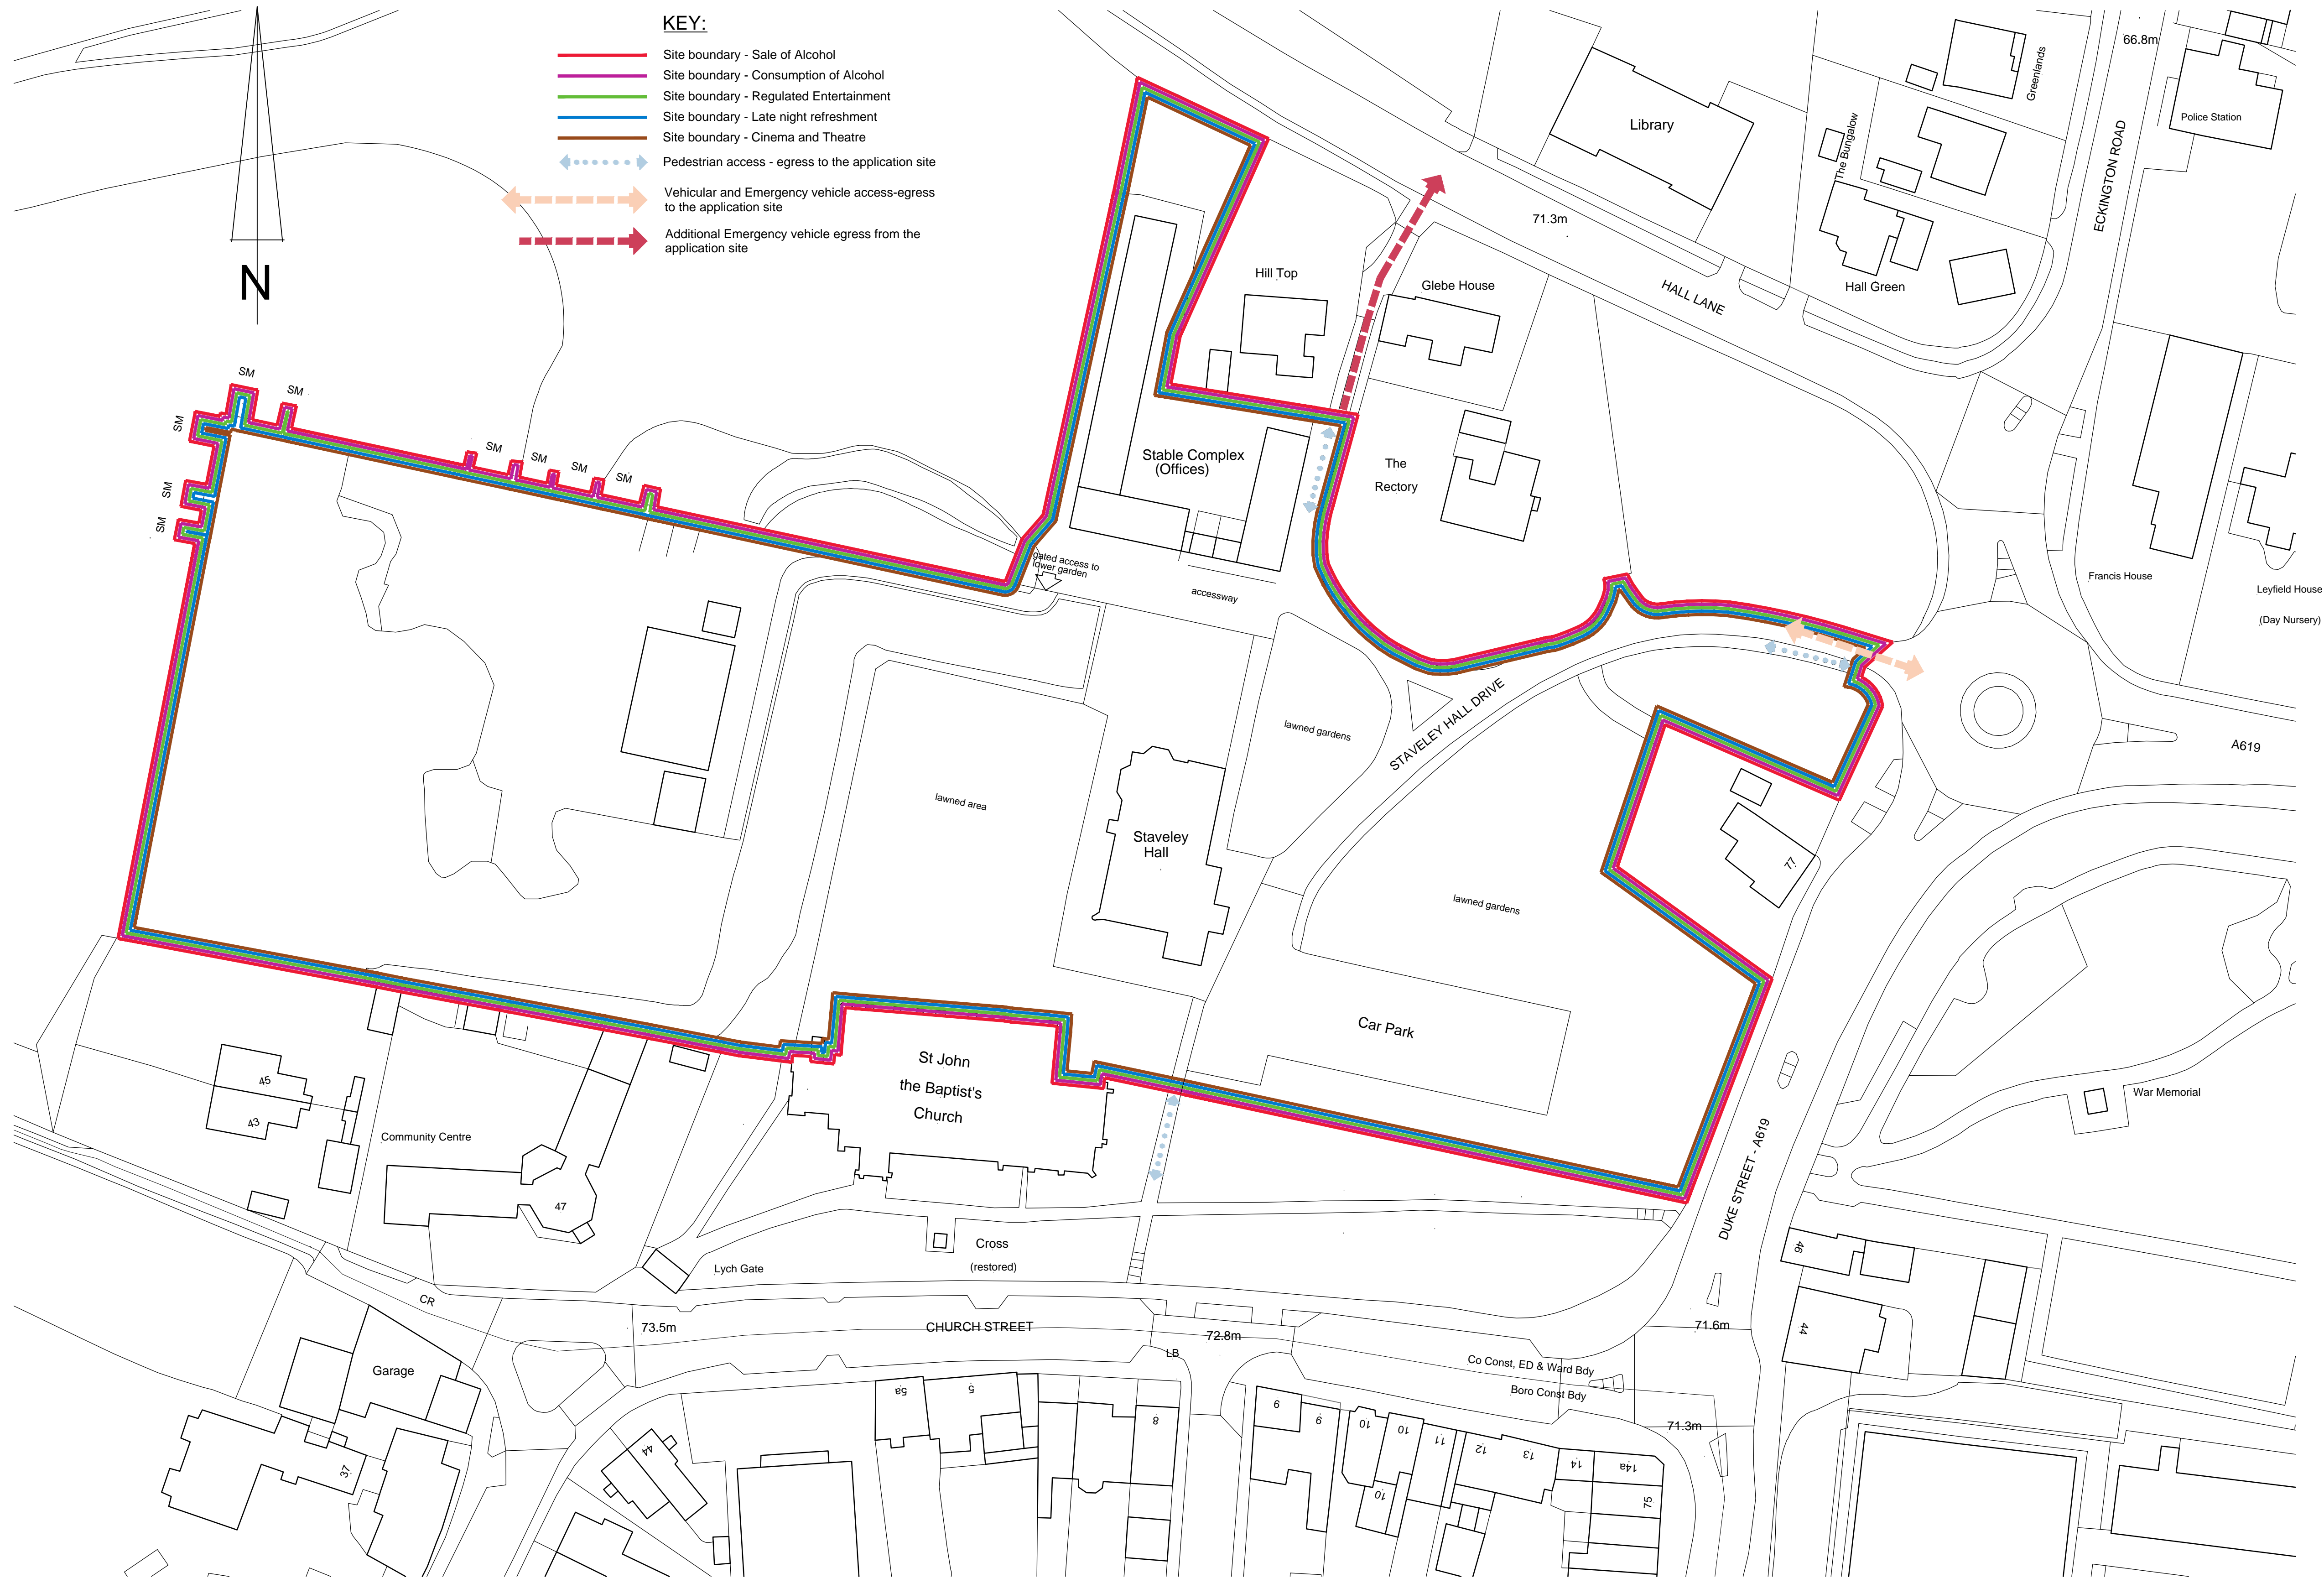 KEY:
Site boundary - Sale of Alcohol
Site boundary - Consumption of Alcohol
Site boundary - Regulated Entertainment
Site boundary - Late night refreshment
Site boundary - Cinema and Theatre
Pedestrian access - egress to the application site
Vehicular and Emergency vehicle access-egress
to the application site
Additional Emergency vehicle egress from the
application site
N
66.8m
Greenlands
Police Station
Library
The Bungalow
ECKINGTON ROAD
71.3m
Hill Top
Glebe House
HALL LANE
Hall Green
SM
SM
SM
SM
SM
SM
SM
SM
SM
Stable Complex
(Offices)
The
Rectory
gated access to
lower garden
accessway
Francis House
Leyfield House
(Day Nursery)
lawned gardens
STAVELEY HALL DRIVE
A619
lawned area
Staveley
Hall
77
lawned gardens
Car Park
St John
the Baptist's
Church
45
43
Community Centre
47
War Memorial
DUKE STREET - A619
Cross
(restored)
Lych Gate
46
44
CR
73.5m
CHURCH STREET
72.8m
71.6m
LB
Co Const, ED & Ward Bdy
Boro Const Bdy
Garage
5a
5
8
9
9
10
10
10
11
12
13
14
14a
71.3m
44
37
75